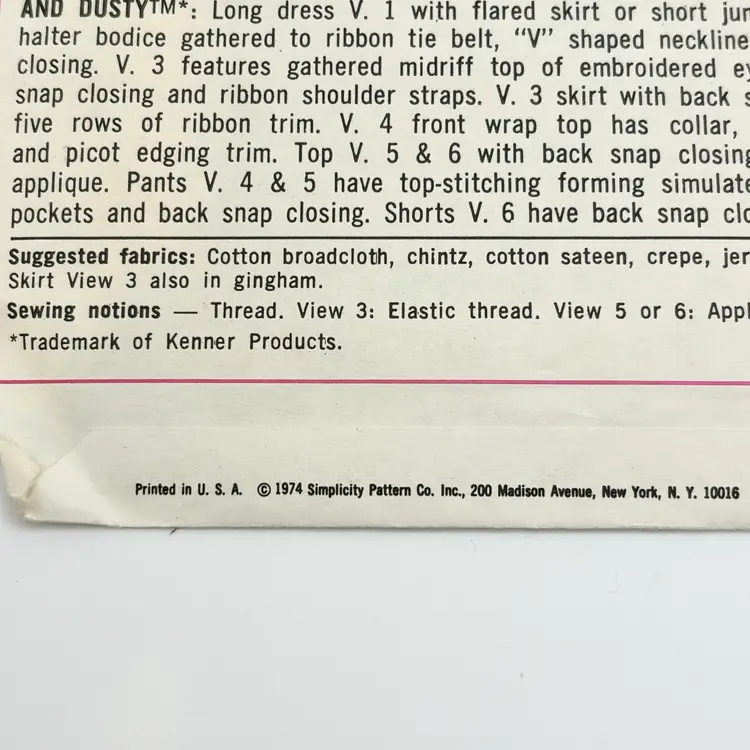 AND DUSTY™*: Long dress V. 1 with flared skirt or short
halter bodice gathered to ribbon tie belt, “V” shaped neckline
closing. V. 3 features gathered midriff top of embroidered
snap closing and ribbon shoulder straps. V. 3 skirt with back
five rows of ribbon trim. V. 4 front wrap top has collar,
and picot edging trim. Top V. 5 & 6 with back snap
applique. Pants V. 4 & 5 have top-stitching forming
pockets and back snap closing. Shorts V. 6 have back snap
Suggested fabrics: Cotton broadcloth, chintz, cotton sateen, crepe,
Skirt View 3 also in gingham.
Sewing notions — Thread. View 3: Elastic thread. View 5 or 6:
*Trademark of Kenner Products.
Printed in U. S. A. © 1974 Simplicity Pattern Co. Inc., 200 Madison Avenue, New York, N. Y. 10016